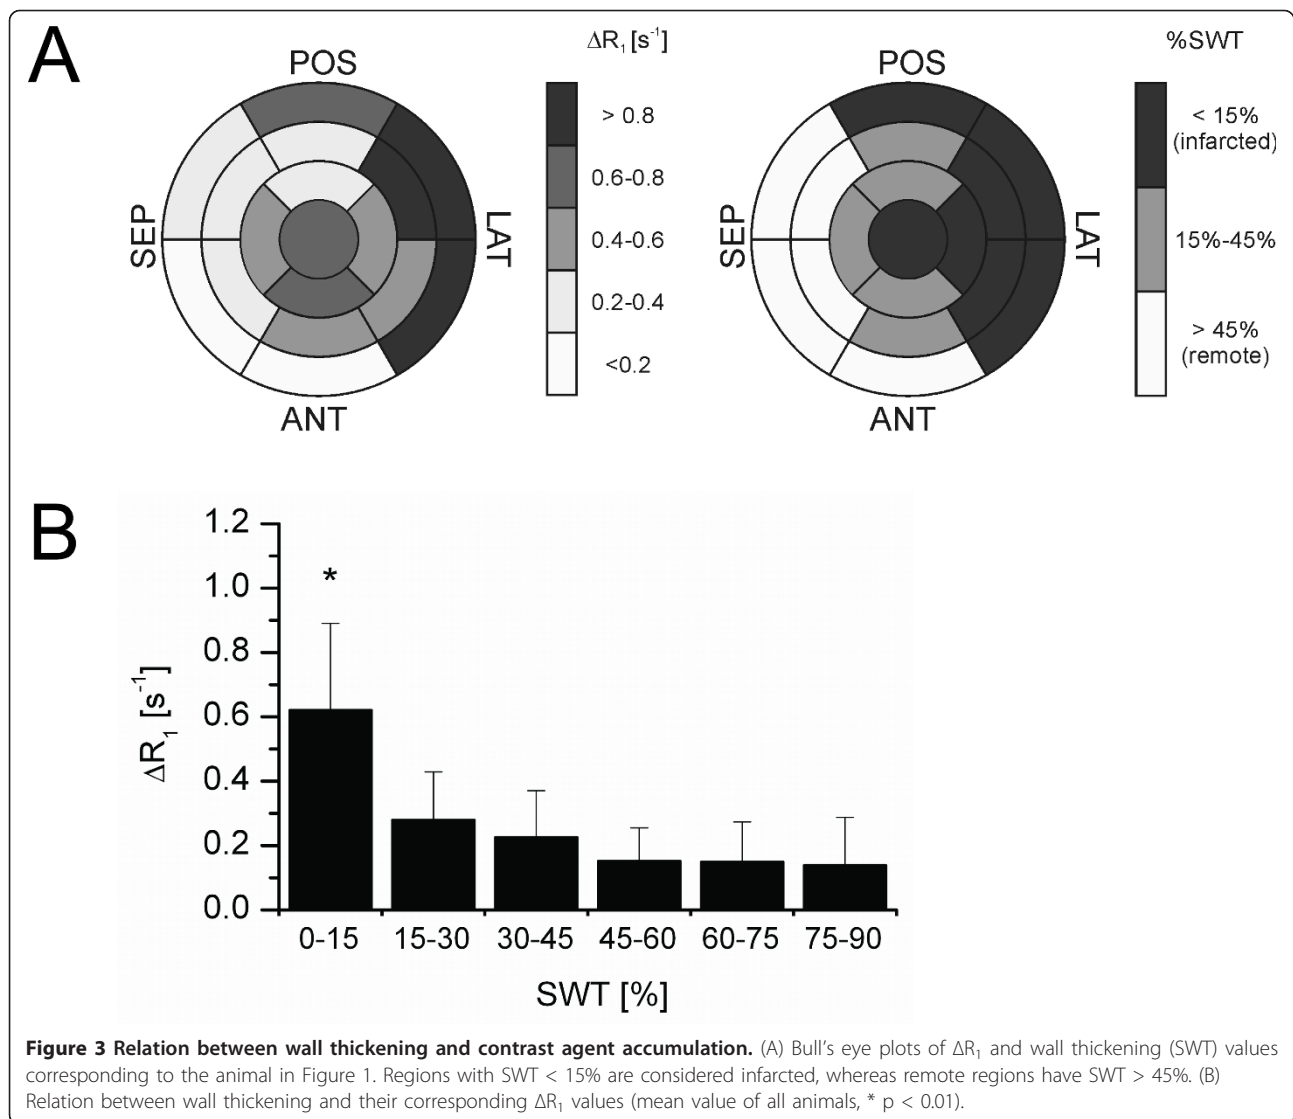 A
POS
SEP
LAT
ANT
ΔR₁ [s⁻¹]
> 0.8
0.6-0.8
0.4-0.6
0.2-0.4
<0.2
POS
SEP
LAT
ANT
%SWT
< 15%
(infarcted)
15%-45%
> 45%
(remote)
B
1.2
1.0
0.8
0.6
0.4
0.2
0.0
ΔR₁ [s⁻¹]
*
0-15 15-30 30-45 45-60 60-75 75-90
SWT [%]
Figure 3 Relation between wall thickening and contrast agent accumulation. (A) Bull's eye plots of ΔR₁ and wall thickening (SWT) values
corresponding to the animal in Figure 1. Regions with SWT < 15% are considered infarcted, whereas remote regions have SWT > 45%. (B)
Relation between wall thickening and their corresponding ΔR₁ values (mean value of all animals, * p < 0.01).